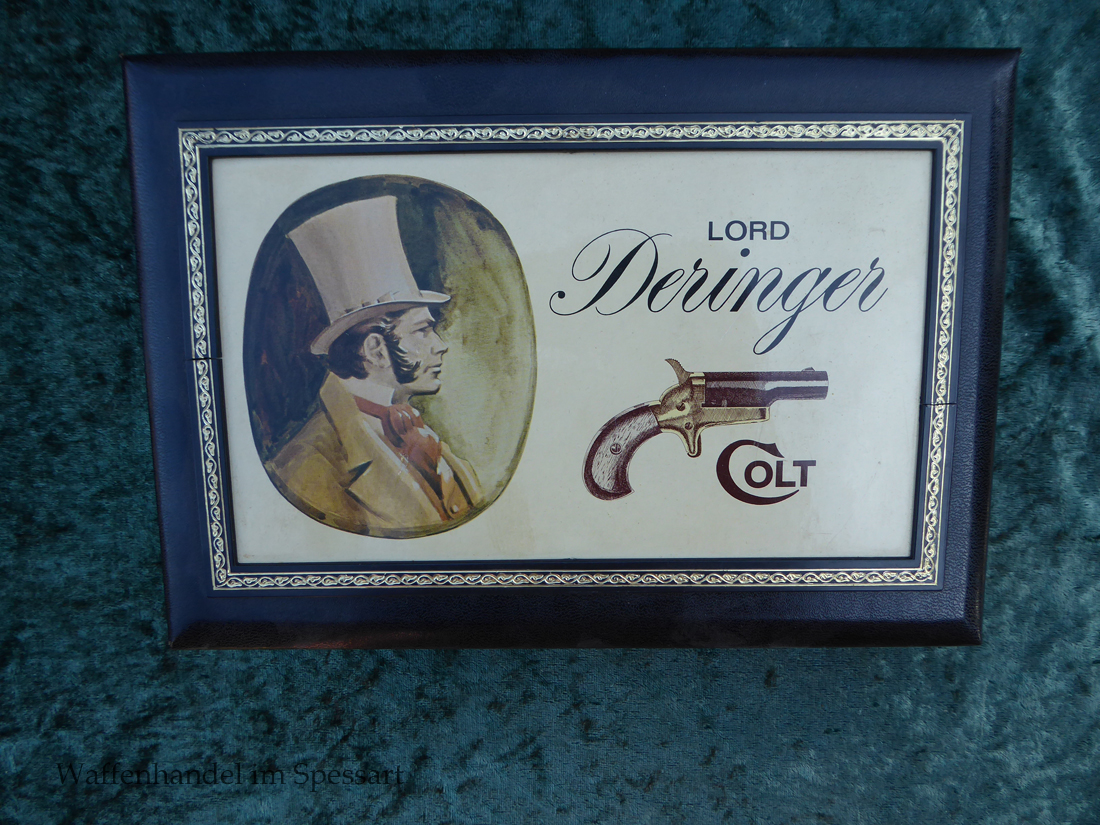 LORD
Deringer
COLT
Waffenhandel im Spessart